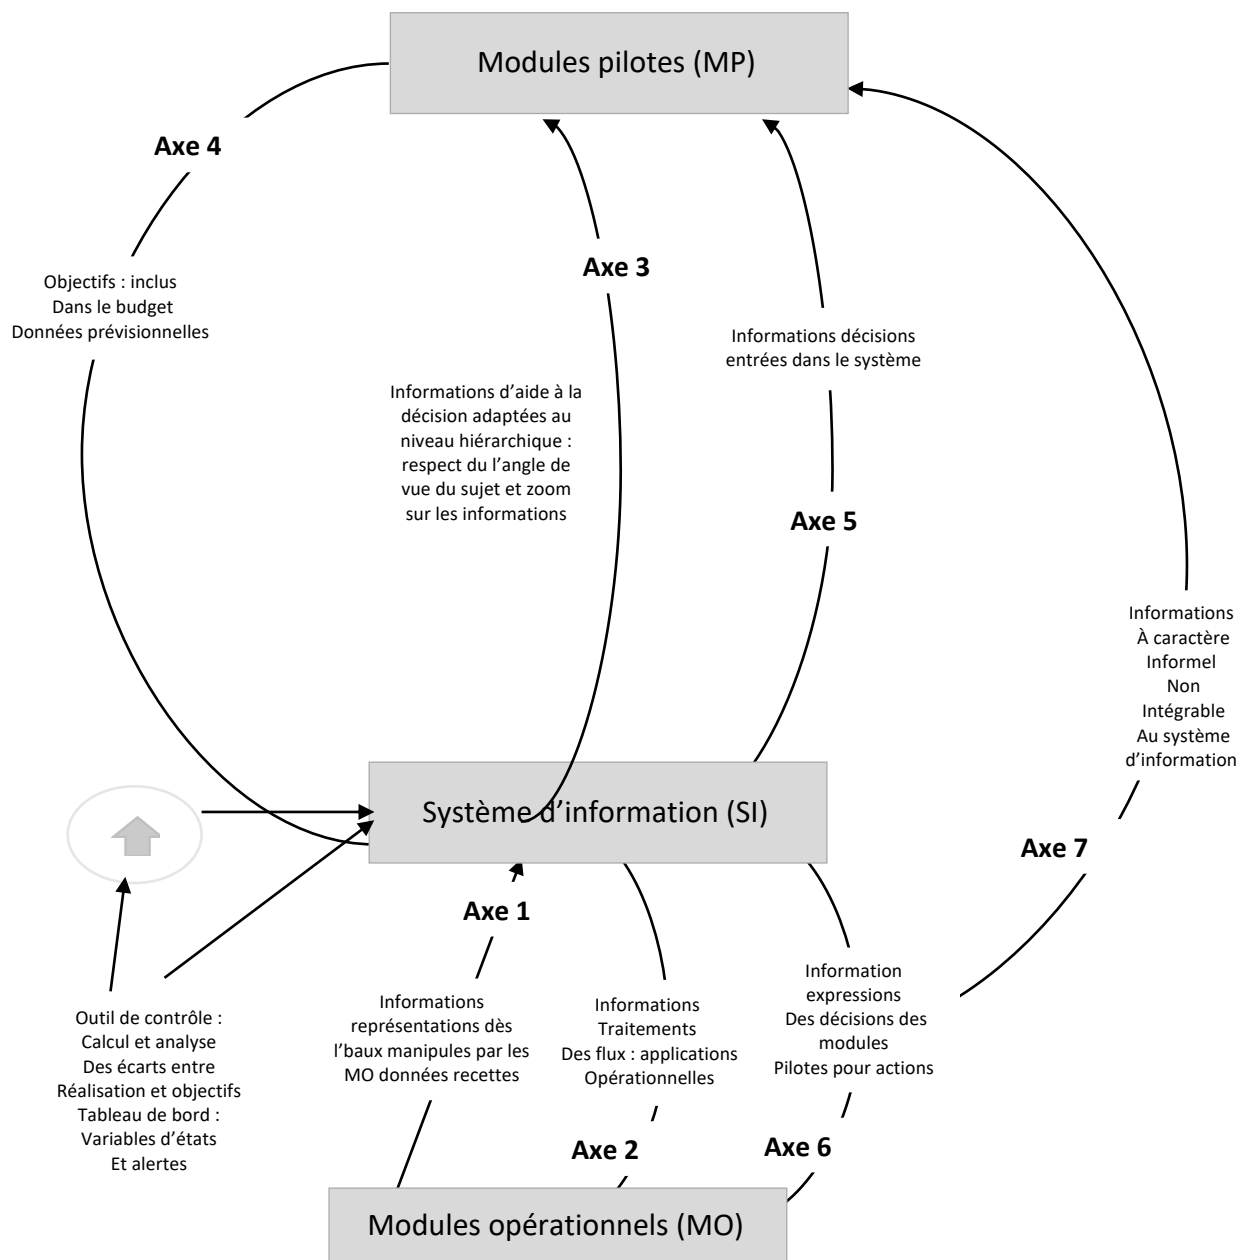 Modules pilotes (MP)
Axe 4
Axe 3
Objectifs : inclus
Dans le budget
Données prévisionnelles
Informations décisions
entrées dans le système
Informations d’aide à la
décision adaptées au
niveau hiérarchique :
respect du l’angle de
vue du sujet et zoom
sur les informations
Axe 5
Informations
À caractère
Informel
Non
Intégrable
Au système
d’information
Système d’information (SI)
Axe 7
Axe 1
Informations
représentations dès
l’baux manipules par les
MO données recettes
Informations
Traitements
Des flux : applications
Opérationnelles
Information
expressions
Des décisions des
modules
Pilotes pour actions
Outil de contrôle :
Calcul et analyse
Des écarts entre
Réalisation et objectifs
Tableau de bord :
Variables d’états
Et alertes
Axe 2
Axe 6
Modules opérationnels (MO)